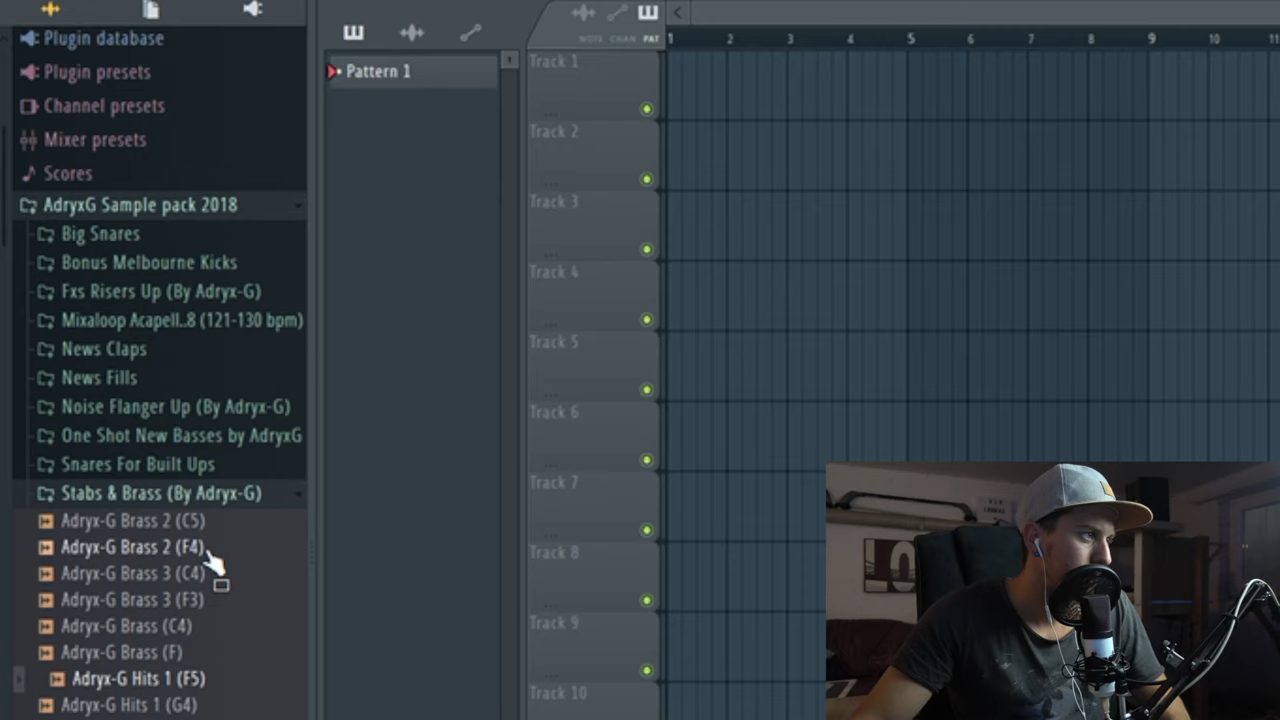 Plugin database
Plugin presets
Channel presets
Mixer presets
Scores
AdryxG Sample pack 2018
Big Snares
Bonus Melbourne Kicks
Fxs Risers Up (By Adryx-G)
Mixaloop Acapell..8 (121-130 bpm)
News Claps
News Fills
Noise Flanger Up (By Adryx-G)
One Shot New Basses by AdryxG
Snares For Built Ups
Stabs & Brass (By Adryx-G)
Adryx-G Brass 2 (C5)
Adryx-G Brass 2 (F4)
Adryx-G Brass 3 (C4)
Adryx-G Brass 3 (F3)
Adryx-G Brass (C4)
Adryx-G Brass (F)
Adryx-G Hits 1 (F5)
Adryx-G Hits 1 (G4)
Pattern 1
CHAN PAT
1 2 3 4 5 6 7 8 9 10 11
Track 1
Track 2
Track 3
Track 4
Track 5
Track 6
Track 7
Track 8
Track 9
Track 10